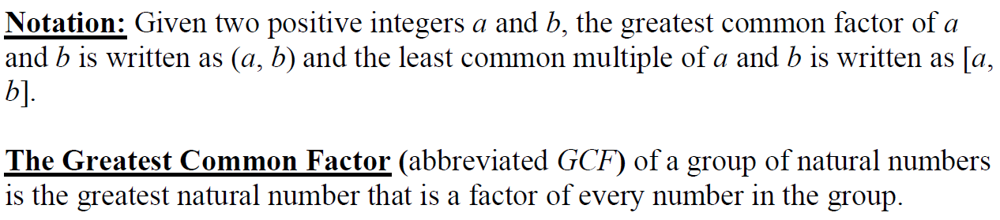 Notation: Given two positive integers a and b, the greatest common factor of a
and b is written as (a, b) and the least common multiple of a and b is written as [a,
b].
The Greatest Common Factor (abbreviated GCF) of a group of natural numbers
is the greatest natural number that is a factor of every number in the group.